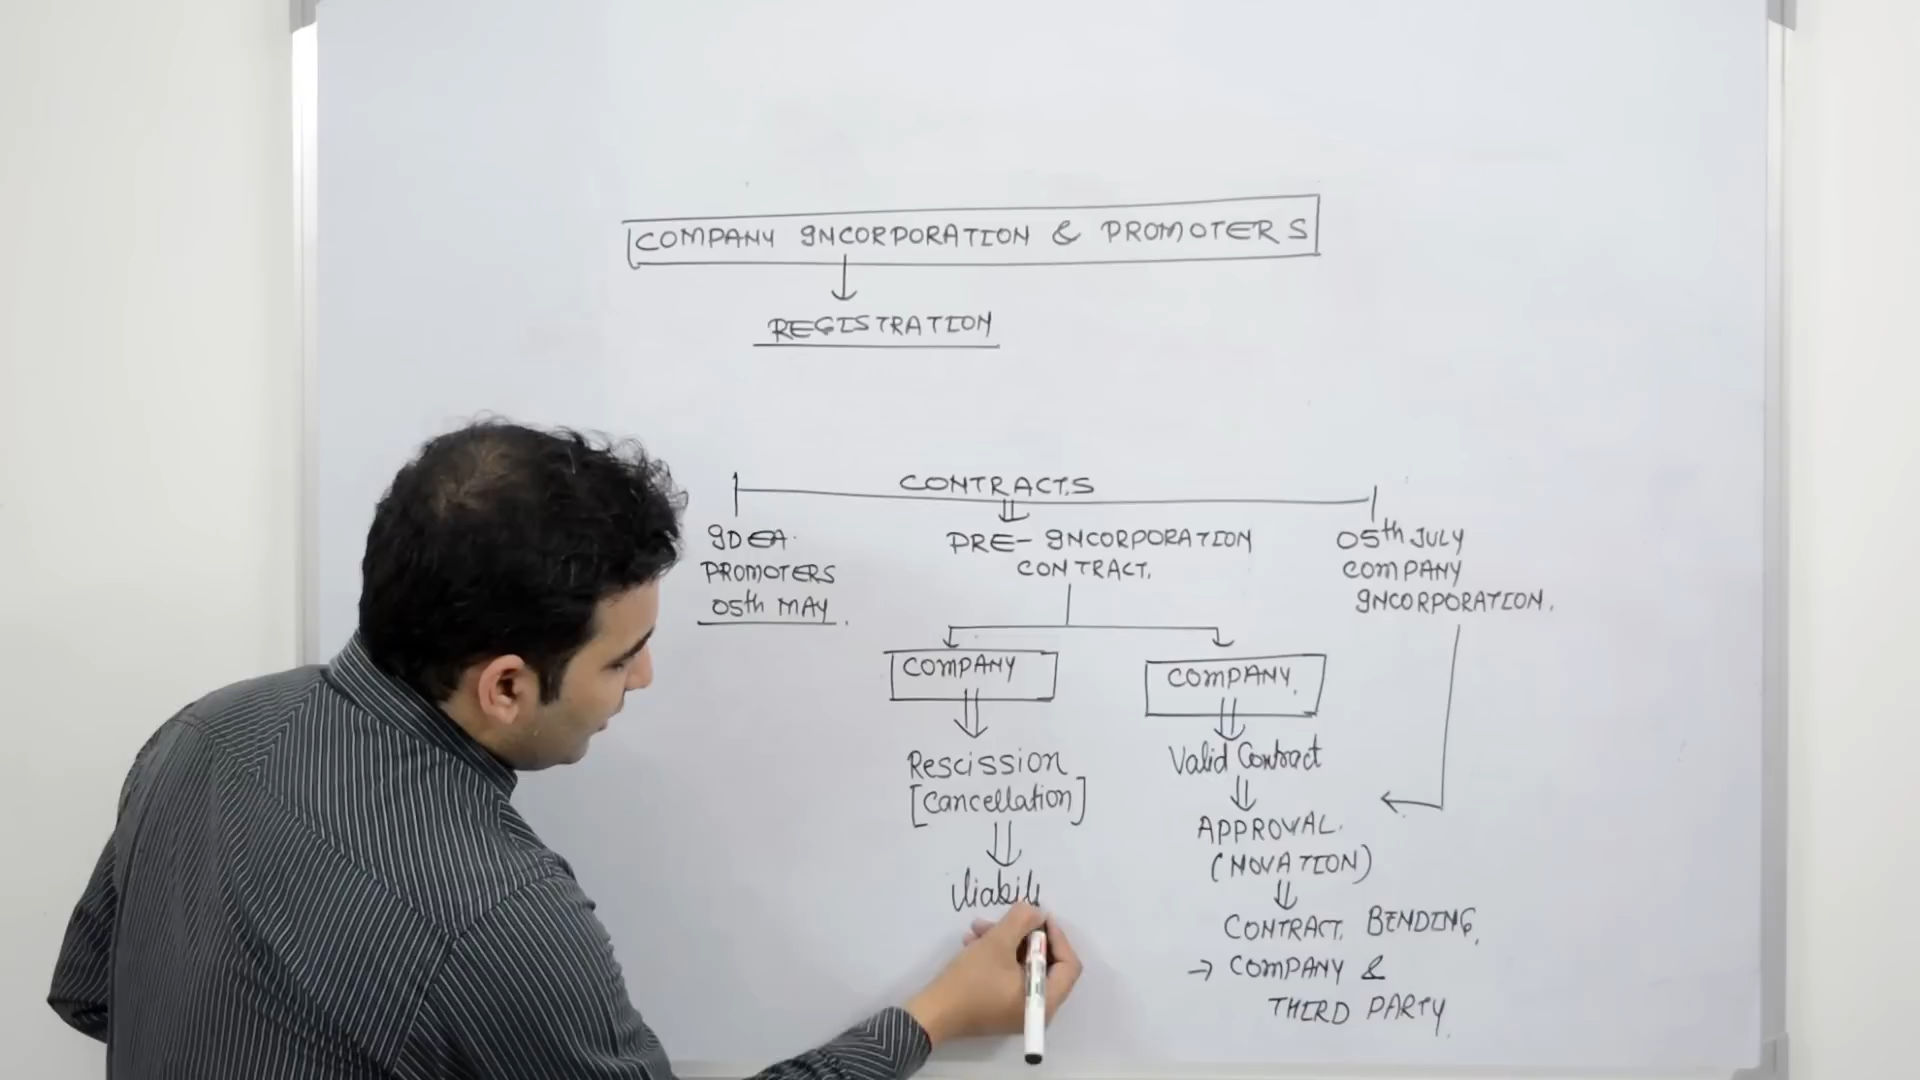 COMPANY INCORPORATION & PROMOTERS
REGISTRATION
CONTRACTS
IDEA.
PROMOTERS
05th MAY.
PRE-INCORPORATION
CONTRACT.
05th JULY
COMPANY
INCORPORATION.
COMPANY
Rescission
[Cancellation]
Liabili
COMPANY.
Valid Contract
APPROVAL.
(NOVATION)
CONTRACT. BENDING.
→ COMPANY &
THIRD PARTY.